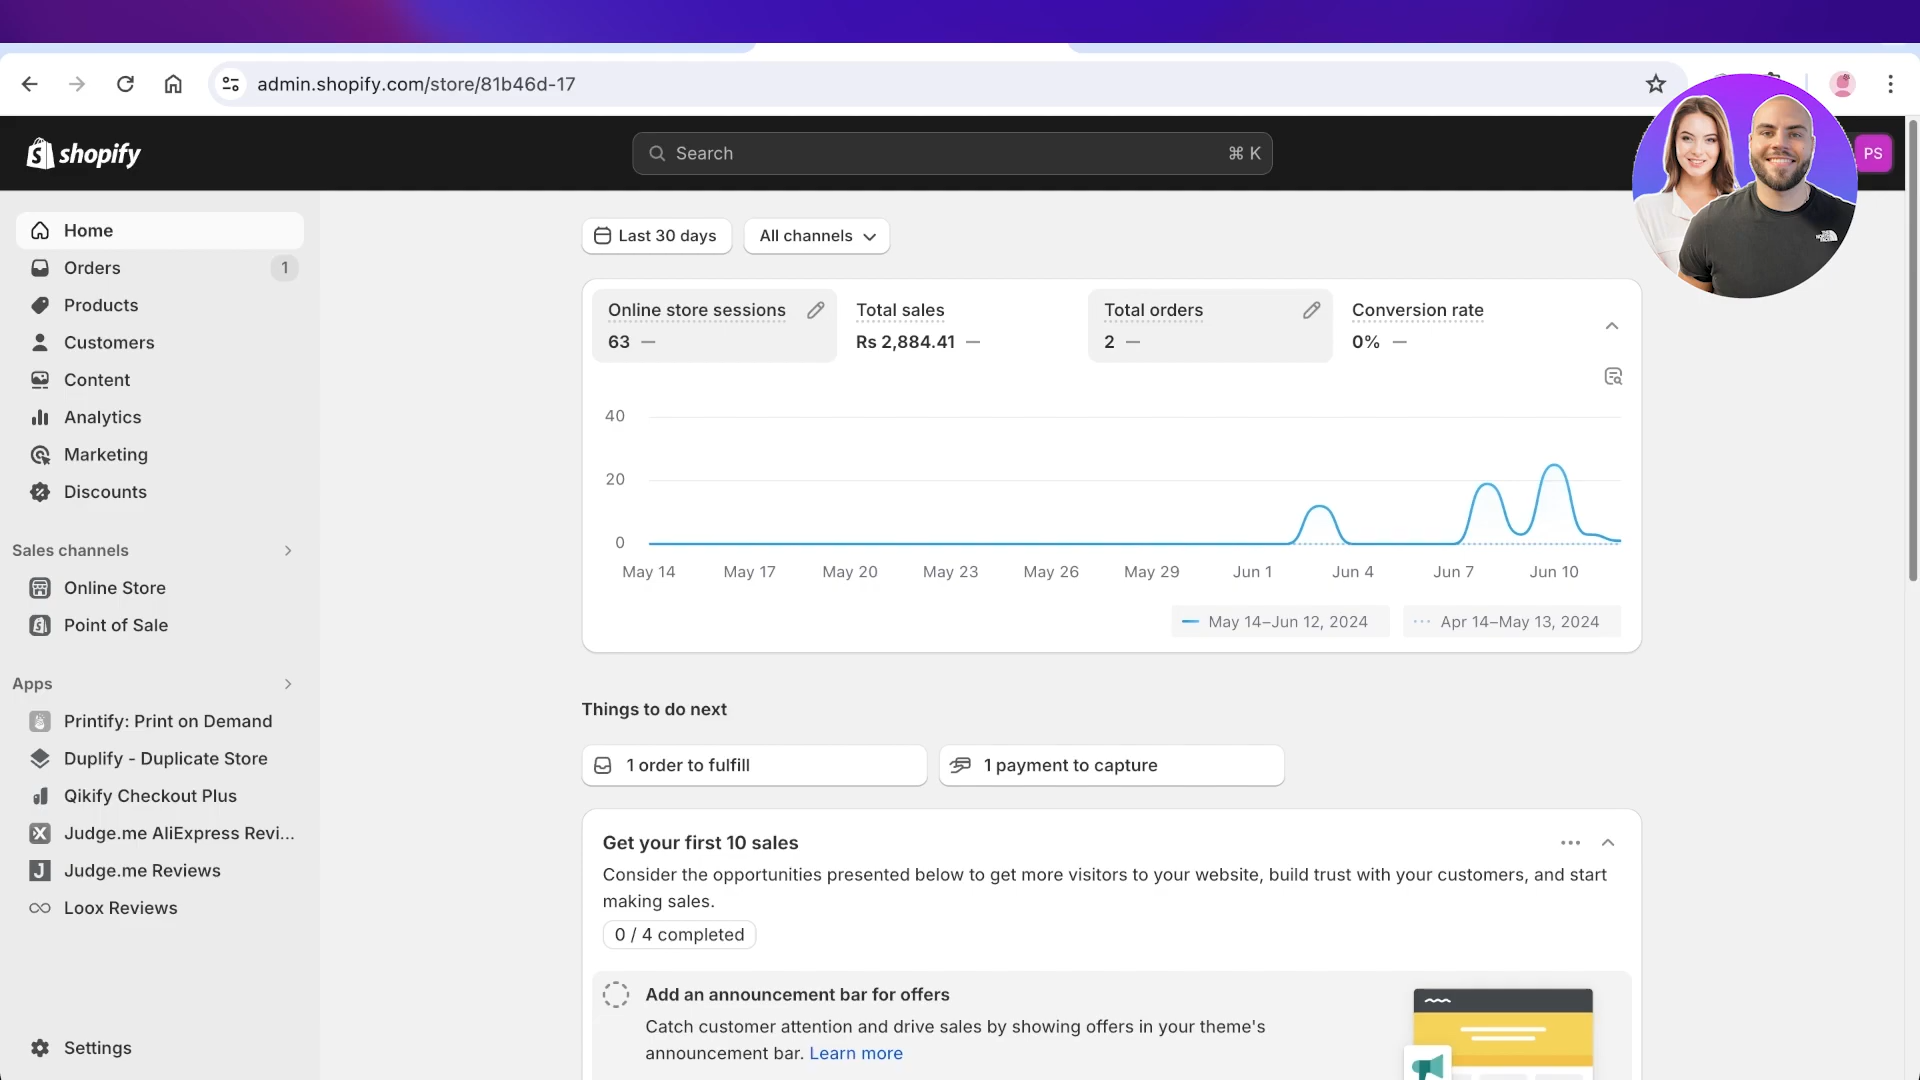 admin.shopify.com/store/81b46d-17
shopify
Search ⌘ K
PS
Home
Orders 1
Products
Customers
Content
Analytics
Marketing
Discounts
Sales channels
Online Store
Point of Sale
Apps
Printify: Print on Demand
Duplify - Duplicate Store
Qikify Checkout Plus
Judge.me AliExpress Revi...
Judge.me Reviews
Loox Reviews
Settings
Last 30 days All channels
Online store sessions Total sales Total orders Conversion rate
63 — Rs 2,884.41 — 2 — 0% —
40
20
0
May 14 May 17 May 20 May 23 May 26 May 29 Jun 1 Jun 4 Jun 7 Jun 10
May 14–Jun 12, 2024 Apr 14–May 13, 2024
Things to do next
1 order to fulfill 1 payment to capture
Get your first 10 sales
Consider the opportunities presented below to get more visitors to your website, build trust with your customers, and start
making sales.
0 / 4 completed
Add an announcement bar for offers
Catch customer attention and drive sales by showing offers in your theme's
announcement bar. Learn more